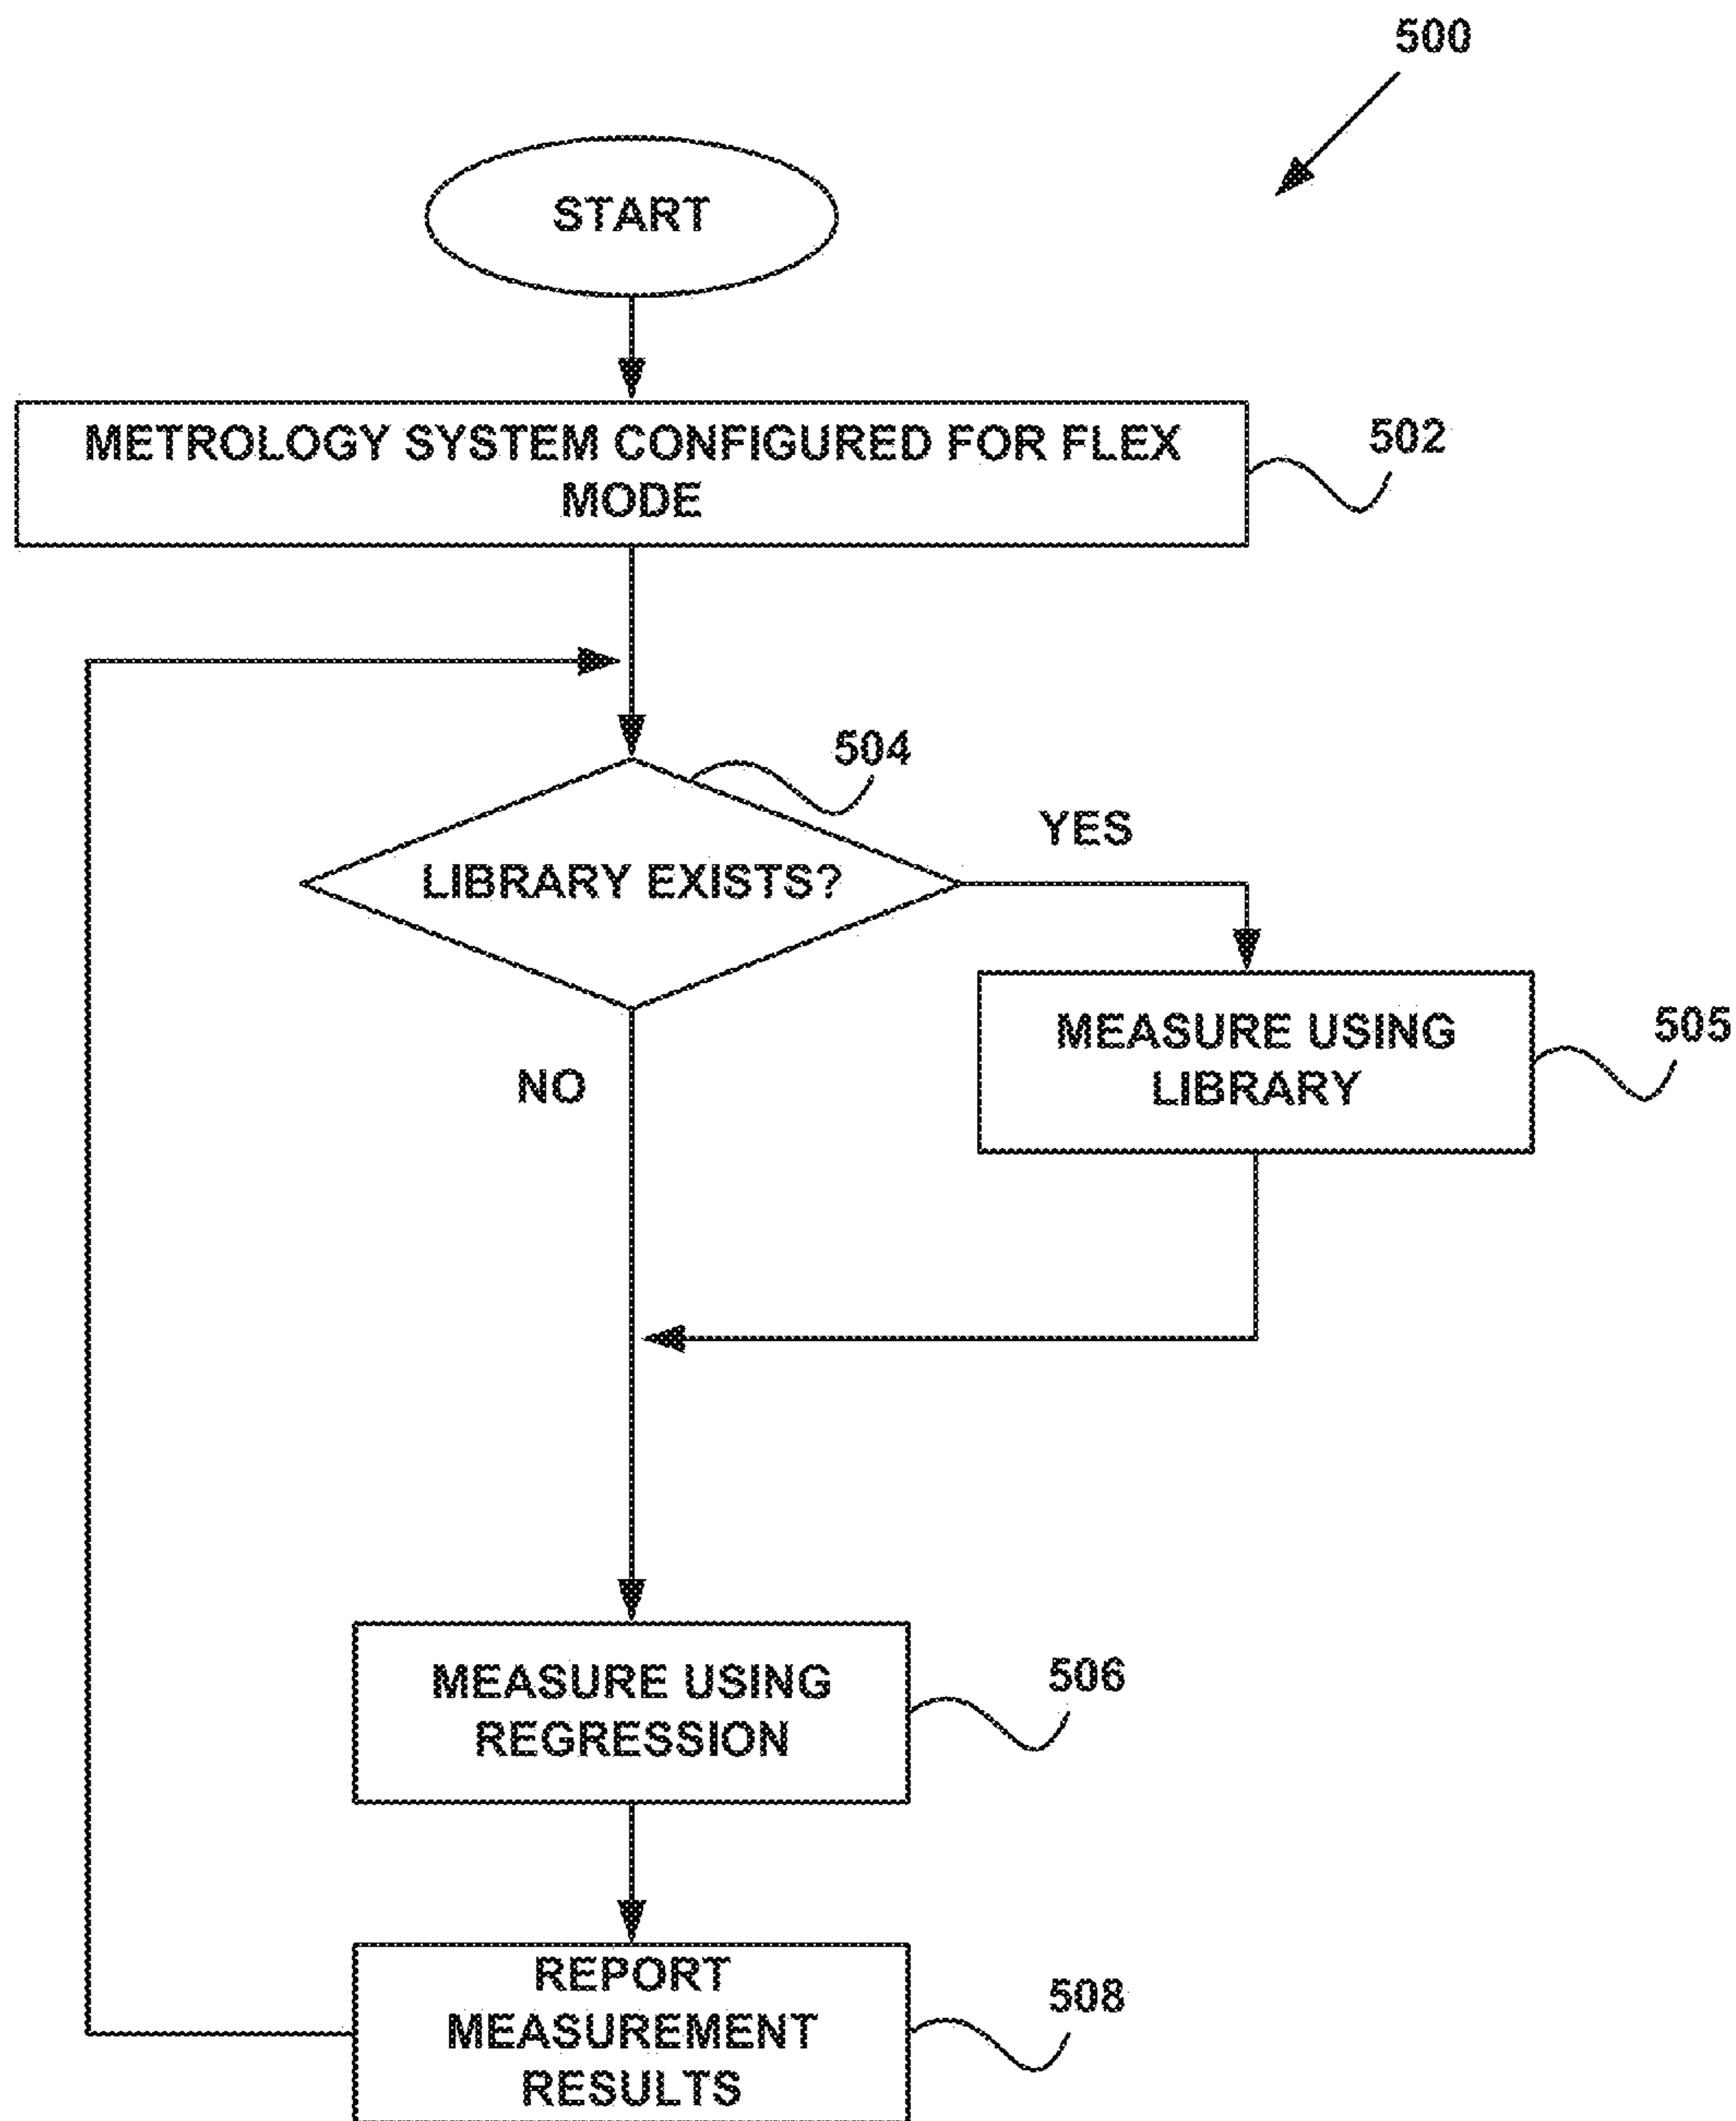 500
START
METROLOGY SYSTEM CONFIGURED FOR FLEX
MODE
502
504
LIBRARY EXISTS?
YES
NO
MEASURE USING
LIBRARY
505
MEASURE USING
REGRESSION
506
REPORT
MEASUREMENT
RESULTS
508